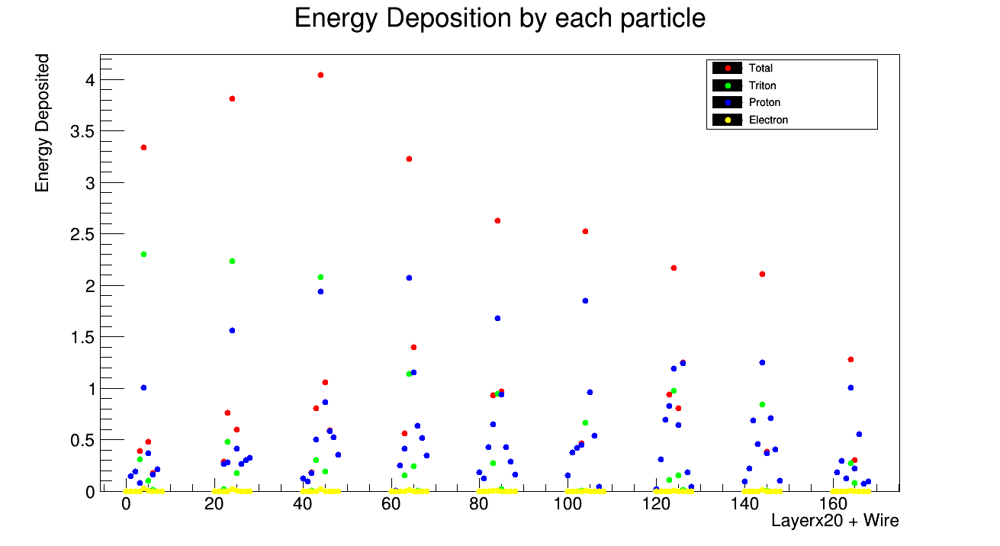 Energy Deposition by each particle
Energy Deposited
4
3.5
3
2.5
2
1.5
1
0.5
0
Total
Triton
Proton
Electron
0 20 40 60 80 100 120 140 160
Layerx20 + Wire